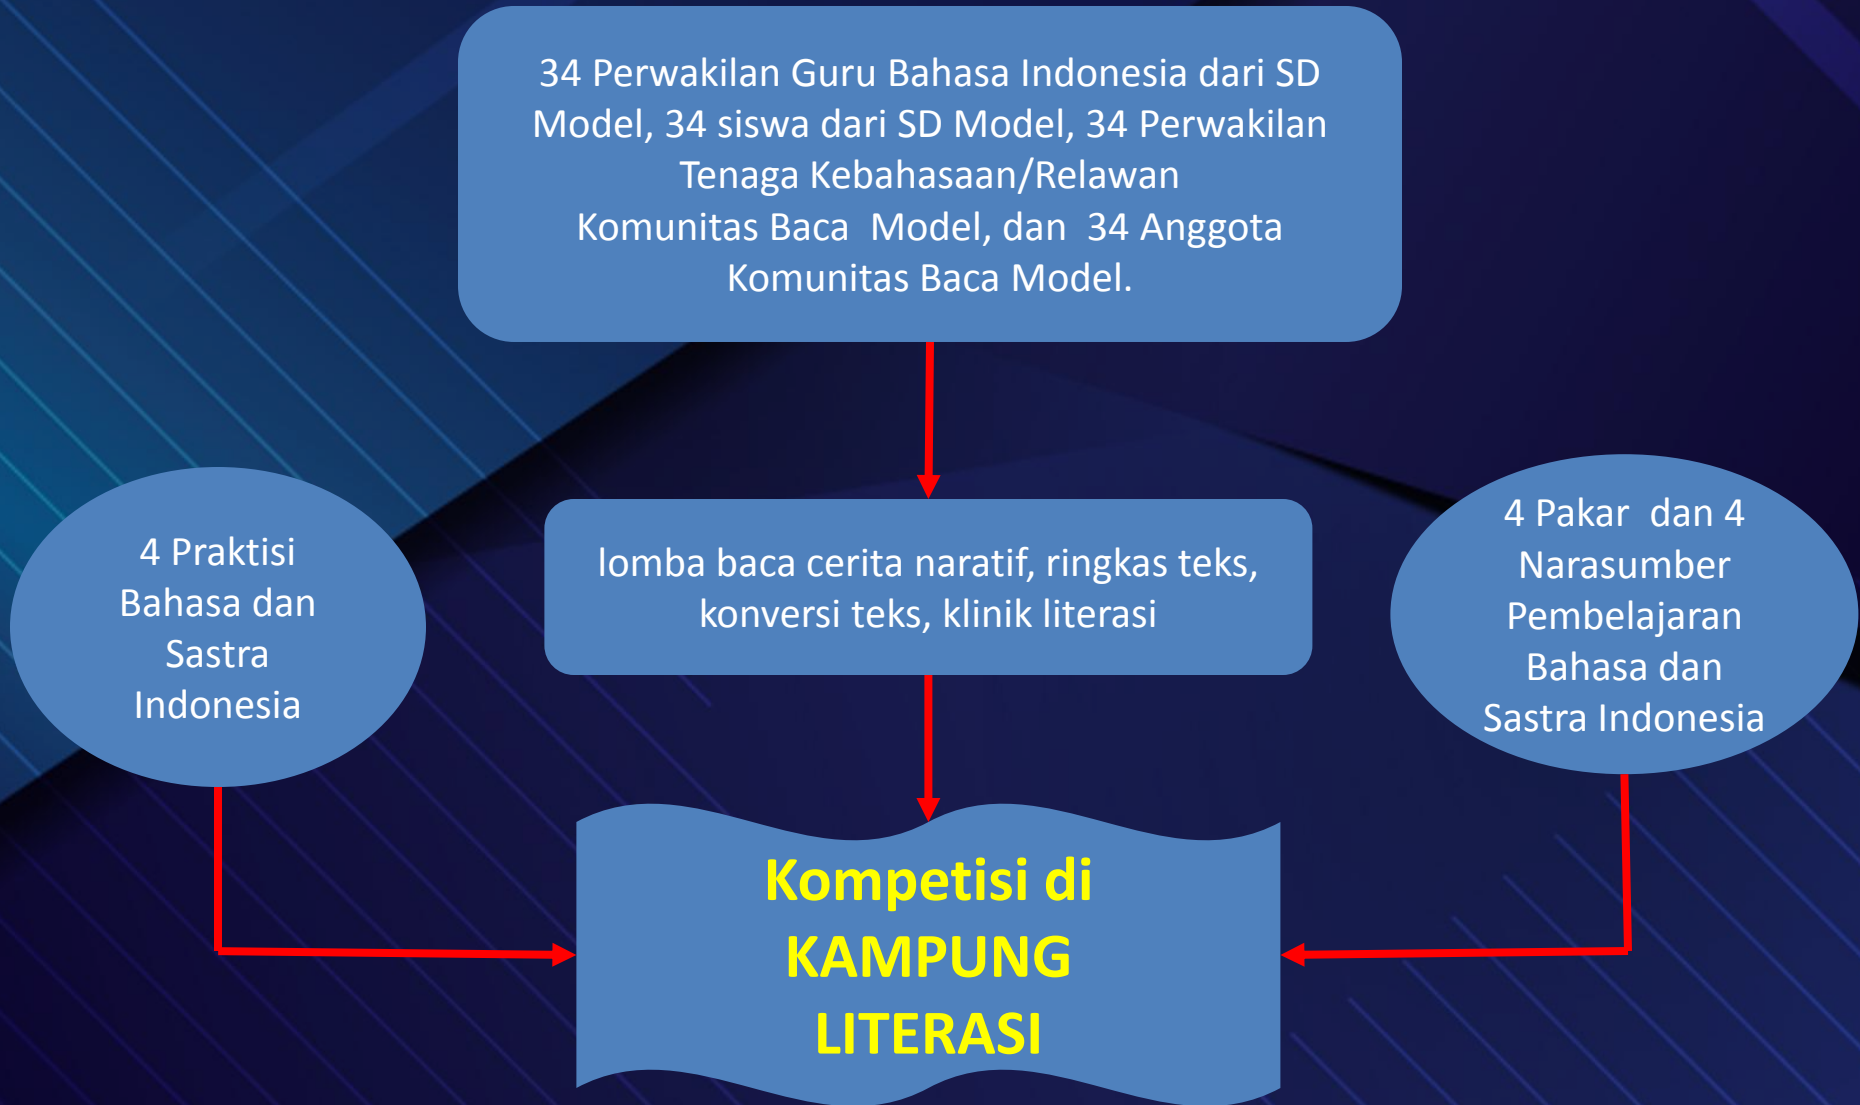 34 Perwakilan Guru Bahasa Indonesia dari SD
Model, 34 siswa dari SD Model, 34 Perwakilan
Tenaga Kebahasaan/Relawan
Komunitas Baca  Model, dan  34 Anggota
Komunitas Baca Model.
4 Praktisi
Bahasa dan
Sastra
Indonesia
lomba baca cerita naratif, ringkas teks,
konversi teks, klinik literasi
4 Pakar  dan 4
Narasumber
Pembelajaran
Bahasa dan
Sastra Indonesia
Kompetisi di
KAMPUNG
LITERASI